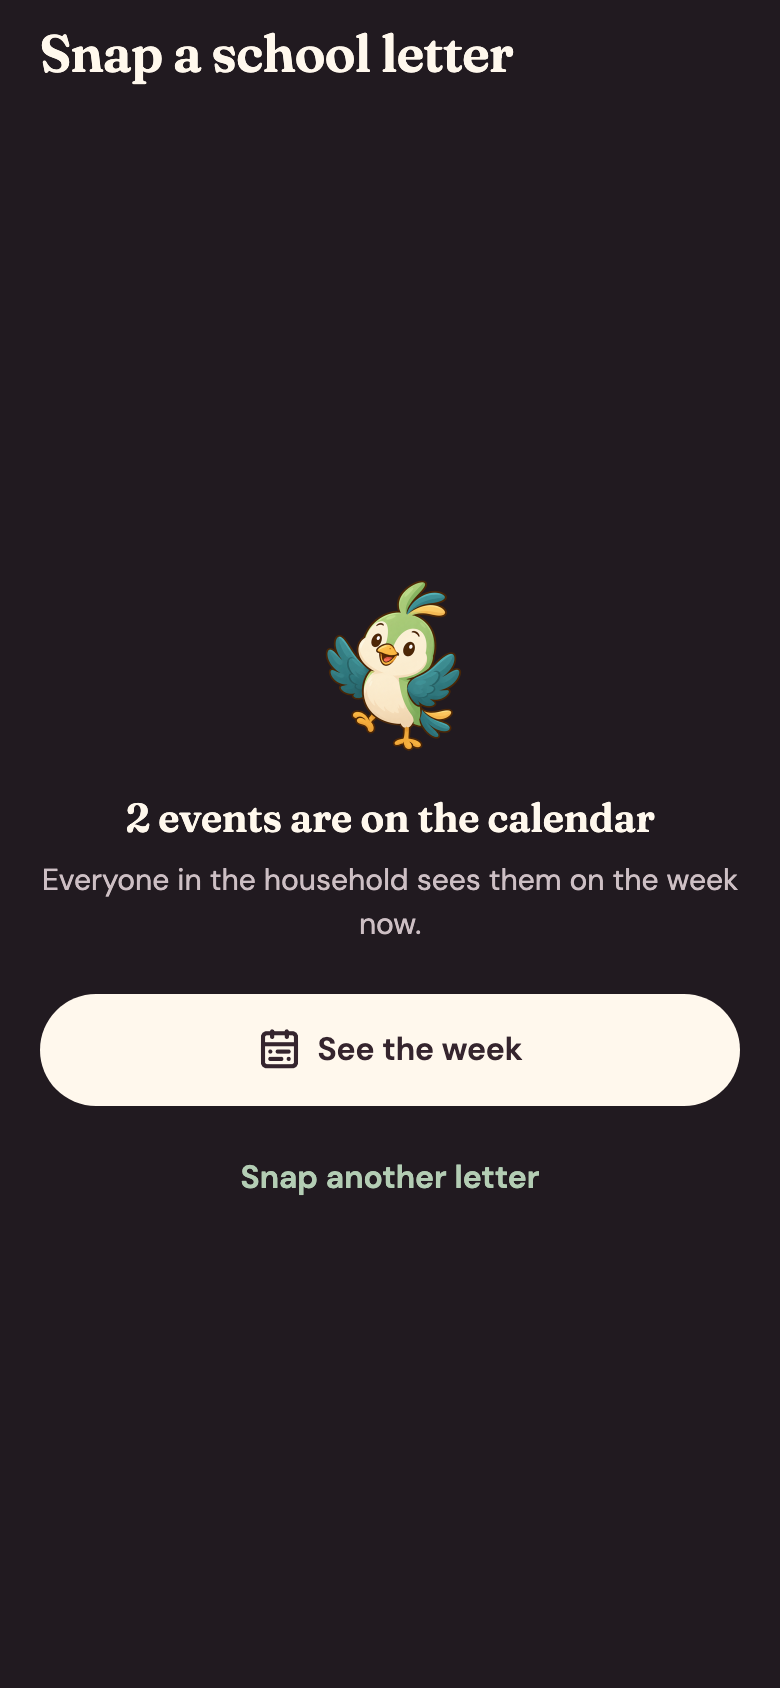 Snap a school letter
2 events are on the calendar
Everyone in the household sees them on the week
now.
See the week
Snap another letter